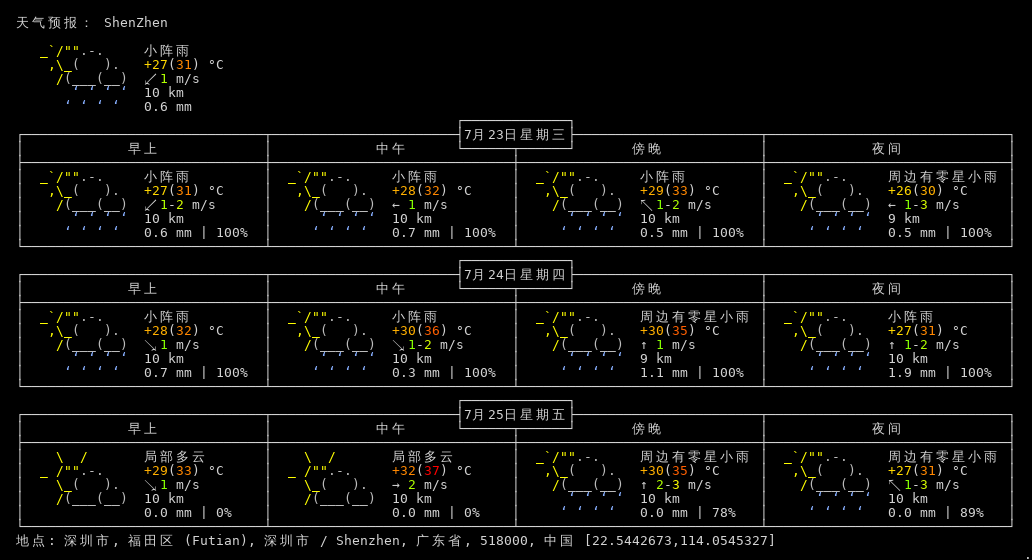 天气预报： ShenZhen
小阵雨
+27(31) °C
↙ 1 m/s
10 km
0.6 mm
7月23日星期三
早上 中午 傍晚 夜间
小阵雨 小阵雨 小阵雨 周边有零星小雨
+27(31) °C +28(32) °C +29(33) °C +26(30) °C
↙ 1-2 m/s ← 1 m/s ↖ 1-2 m/s ← 1-3 m/s
10 km 10 km 10 km 9 km
0.6 mm | 100% 0.7 mm | 100% 0.5 mm | 100% 0.5 mm | 100%
7月24日星期四
早上 中午 傍晚 夜间
小阵雨 小阵雨 周边有零星小雨 小阵雨
+28(32) °C +30(36) °C +30(35) °C +27(31) °C
↘ 1 m/s ↘ 1-2 m/s ↑ 1 m/s ↑ 1-2 m/s
10 km 10 km 9 km 10 km
0.7 mm | 100% 0.3 mm | 100% 1.1 mm | 100% 1.9 mm | 100%
7月25日星期五
早上 中午 傍晚 夜间
局部多云 局部多云 周边有零星小雨 周边有零星小雨
+29(33) °C +32(37) °C +30(35) °C +27(31) °C
↘ 1 m/s → 2 m/s ↑ 2-3 m/s ↖ 1-3 m/s
10 km 10 km 10 km 10 km
0.0 mm | 0% 0.0 mm | 0% 0.0 mm | 78% 0.0 mm | 89%
地点: 深圳市, 福田区 (Futian), 深圳市 / Shenzhen, 广东省, 518000, 中国 [22.5442673,114.0545327]